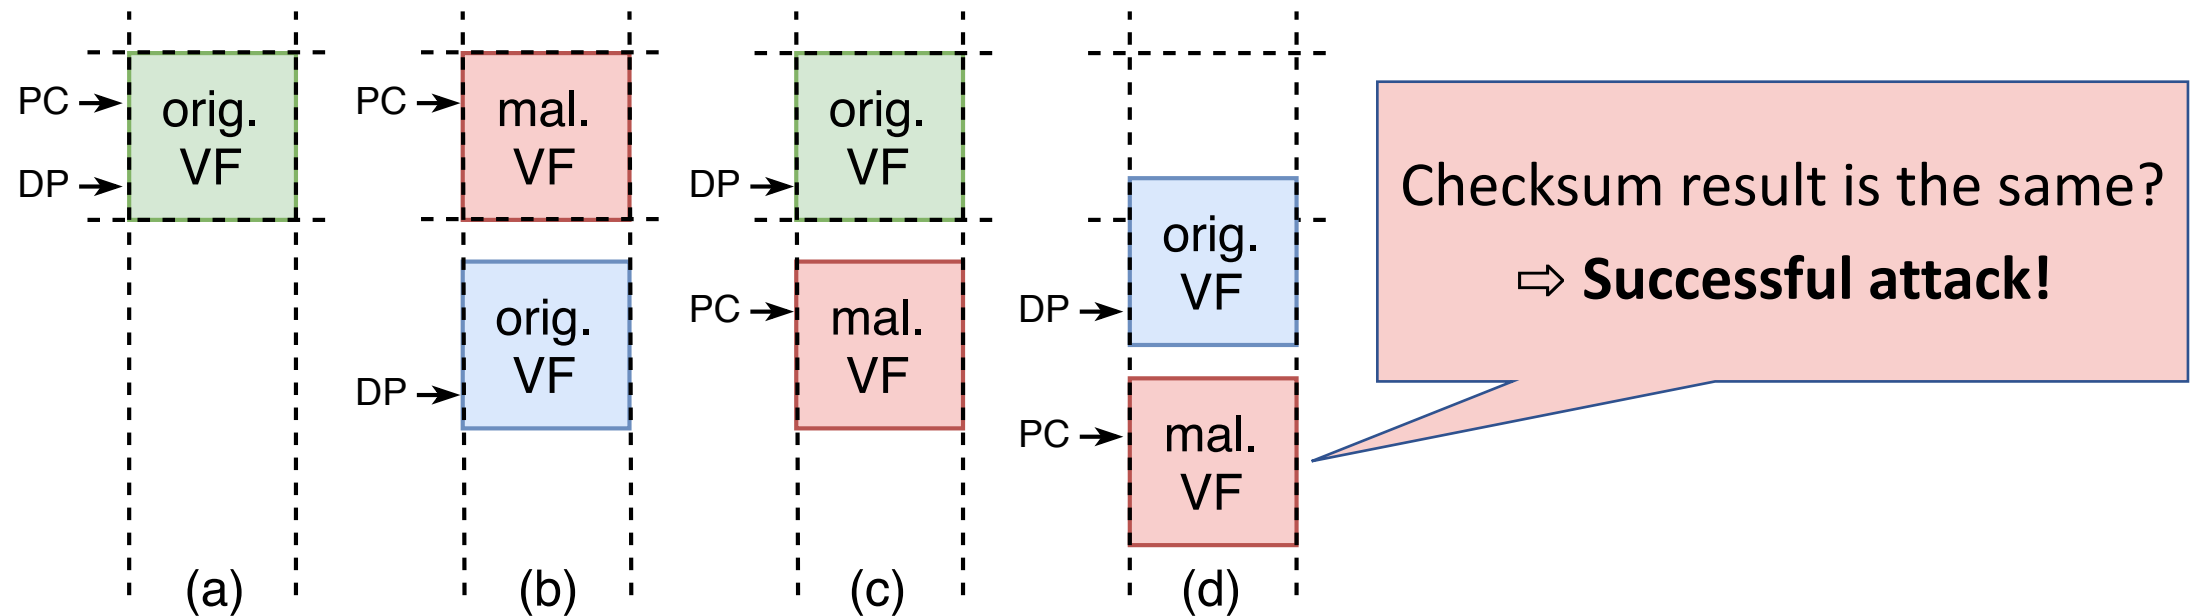 PC
DP
orig.
VF
(a)
PC
mal.
VF
orig.
VF
DP
(b)
orig.
VF
DP
PC
mal.
VF
(c)
orig.
VF
DP
PC
mal.
VF
(d)
Checksum result is the same?
⇨ Successful attack!